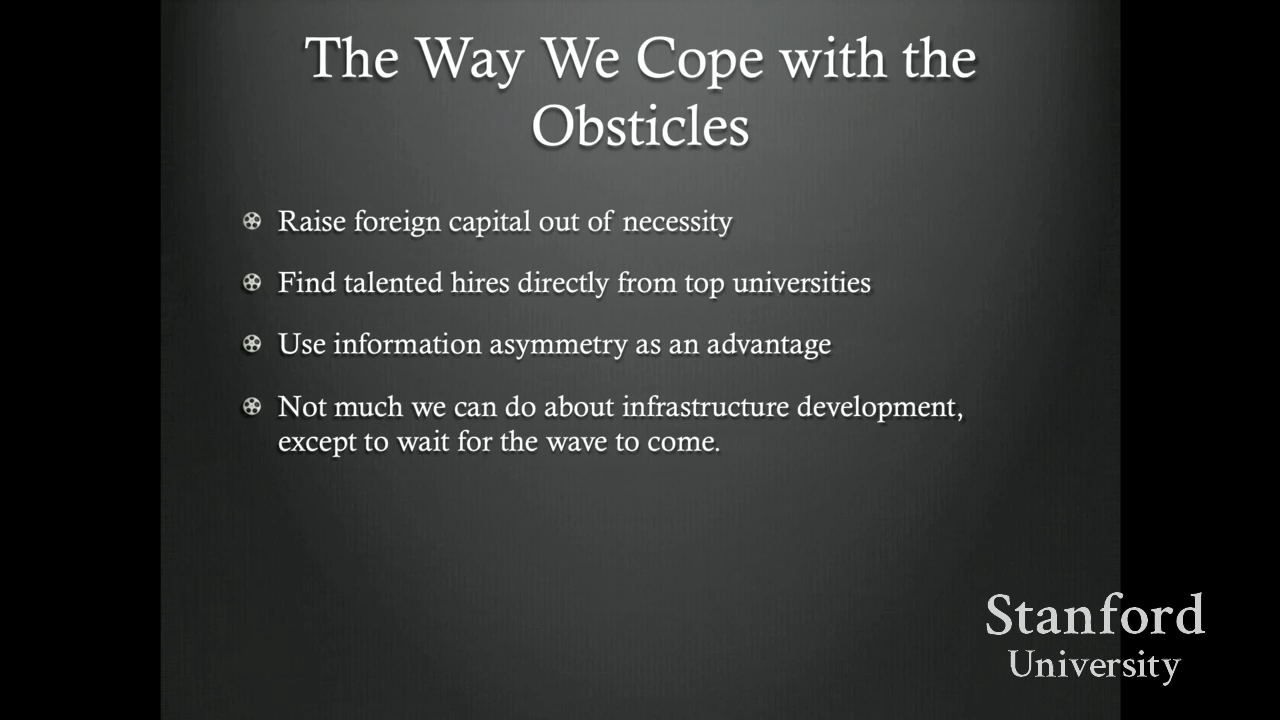 The Way We Cope with the
Obsticles
Raise foreign capital out of necessity
Find talented hires directly from top universities
Use information asymmetry as an advantage
Not much we can do about infrastructure development,
except to wait for the wave to come.
Stanford
University